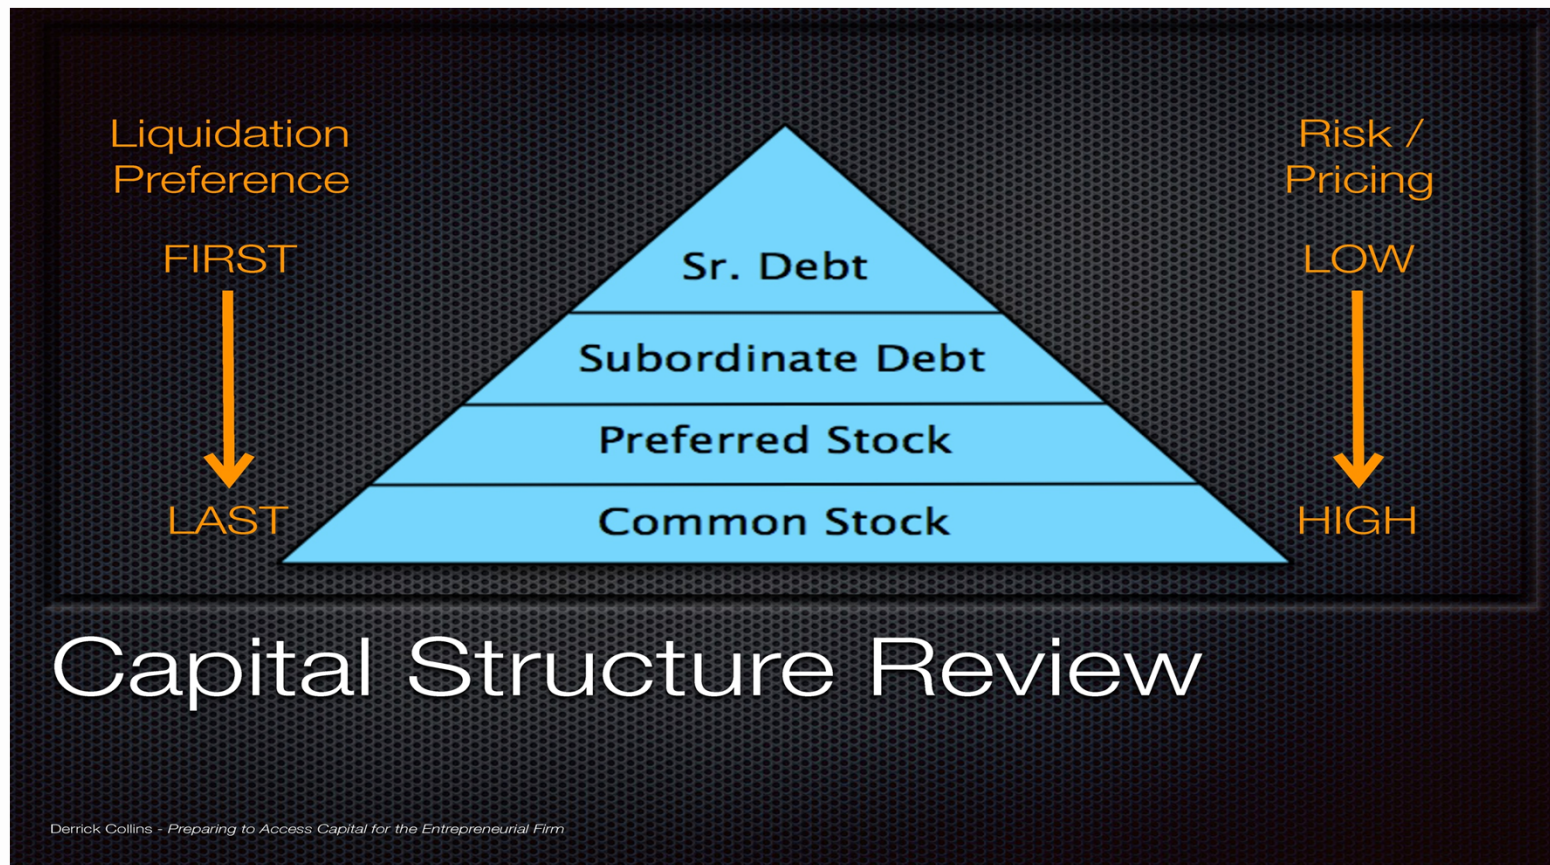 Liquidation
Preference
FIRST
LAST
Sr. Debt
Subordinate Debt
Preferred Stock
Common Stock
Risk /
Pricing
LOW
HIGH
Capital Structure Review
Derrick Collins - Preparing to Access Capital for the Entrepreneurial Firm